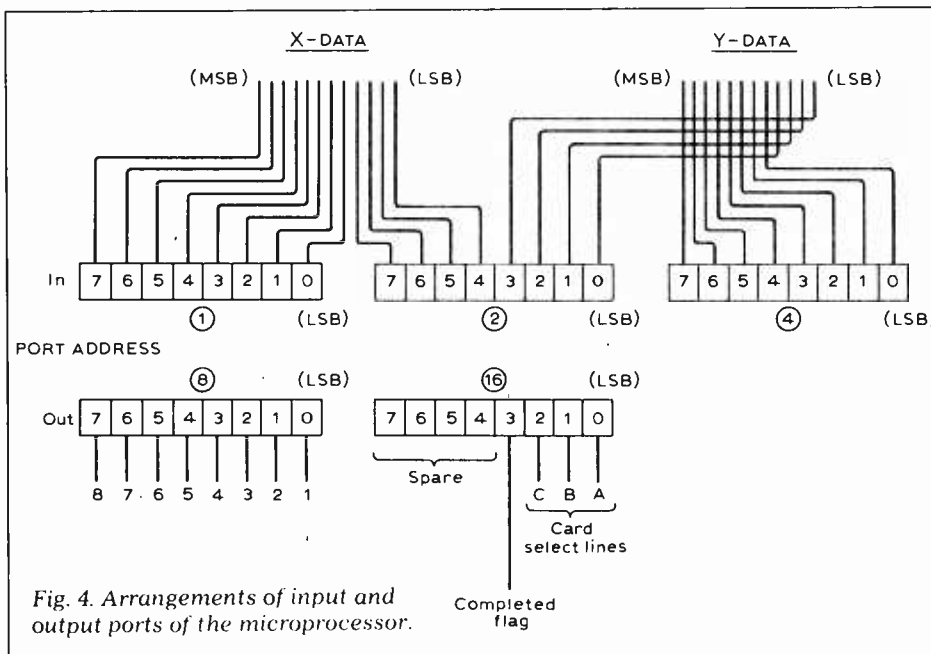 X-DATA Y-DATA
(MSB) (LSB) (MSB) (LSB)
In 7 6 5 4 3 2 1 0 7 6 5 4 3 2 1 0 7 6 5 4 3 2 1 0
1 (LSB) 2 (LSB) 4 (LSB)
PORT ADDRESS
8 (LSB) 16 (LSB)
Out 7 6 5 4 3 2 1 0 7 6 5 4 3 2 1 0
8 7 6 5 4 3 2 1 Spare C B A
Card
select lines
Completed
flag
Fig. 4. Arrangements of input and
output ports of the microprocessor.